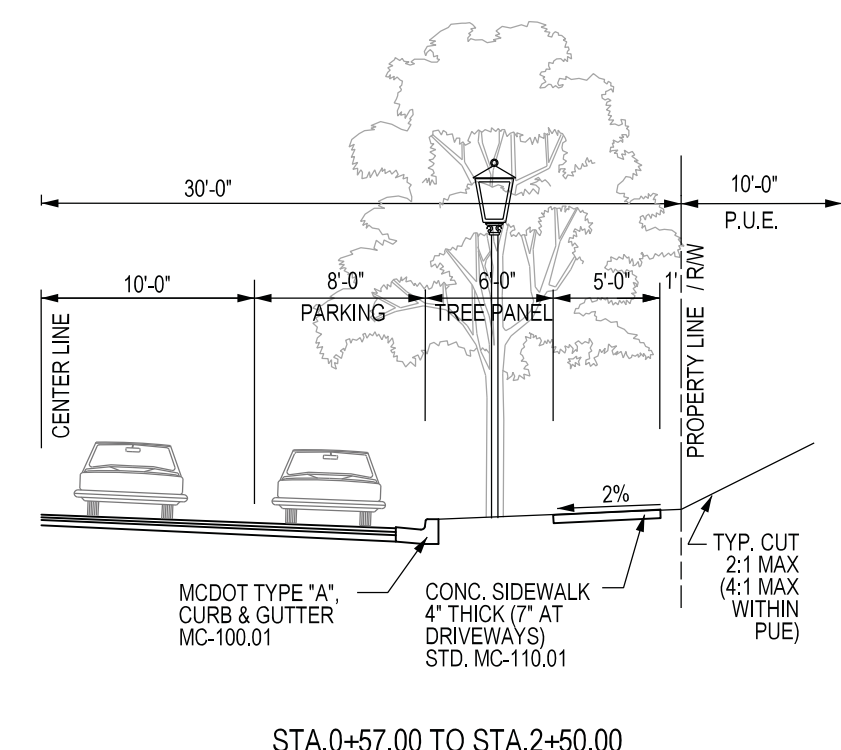 30'-0"
10'-0"
P.U.E.
10'-0"
8'-0"
6'-0"
5'-0"
1'
PARKING
TREE PANEL
CENTER LINE
PROPERTY LINE / R/W
2%
MCDOT TYPE "A",
CURB & GUTTER
MC-100.01
CONC. SIDEWALK
4" THICK (7" AT
DRIVEWAYS)
STD. MC-110.01
TYP. CUT
2:1 MAX
(4:1 MAX
WITHIN
PUE)
STA.0+57.00 TO STA.2+50.00